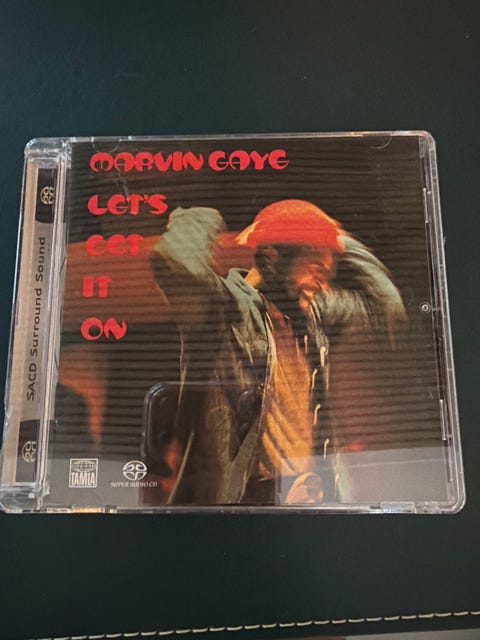 MARVIN GAYE
LET'S
GET
IT
ON
SACD Surround Sound
TAMLA
SUPER AUDIO CD